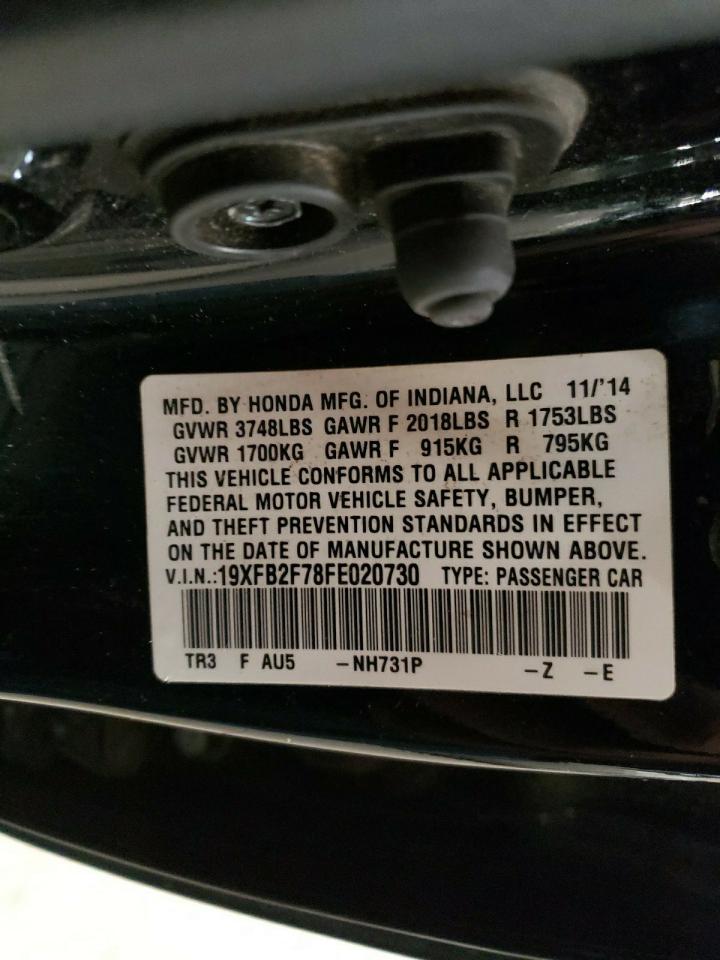 MFD. BY HONDA MFG. OF INDIANA, LLC 11/'14
GVWR 3748LBS GAWR F 2018LBS R 1753LBS
GVWR 1700KG GAWR F 915KG R 795KG
THIS VEHICLE CONFORMS TO ALL APPLICABLE
FEDERAL MOTOR VEHICLE SAFETY, BUMPER,
AND THEFT PREVENTION STANDARDS IN EFFECT
ON THE DATE OF MANUFACTURE SHOWN ABOVE.
V.I.N.:19XFB2F78FE020730 TYPE: PASSENGER CAR
TR3 F AU5 -NH731P -Z -E